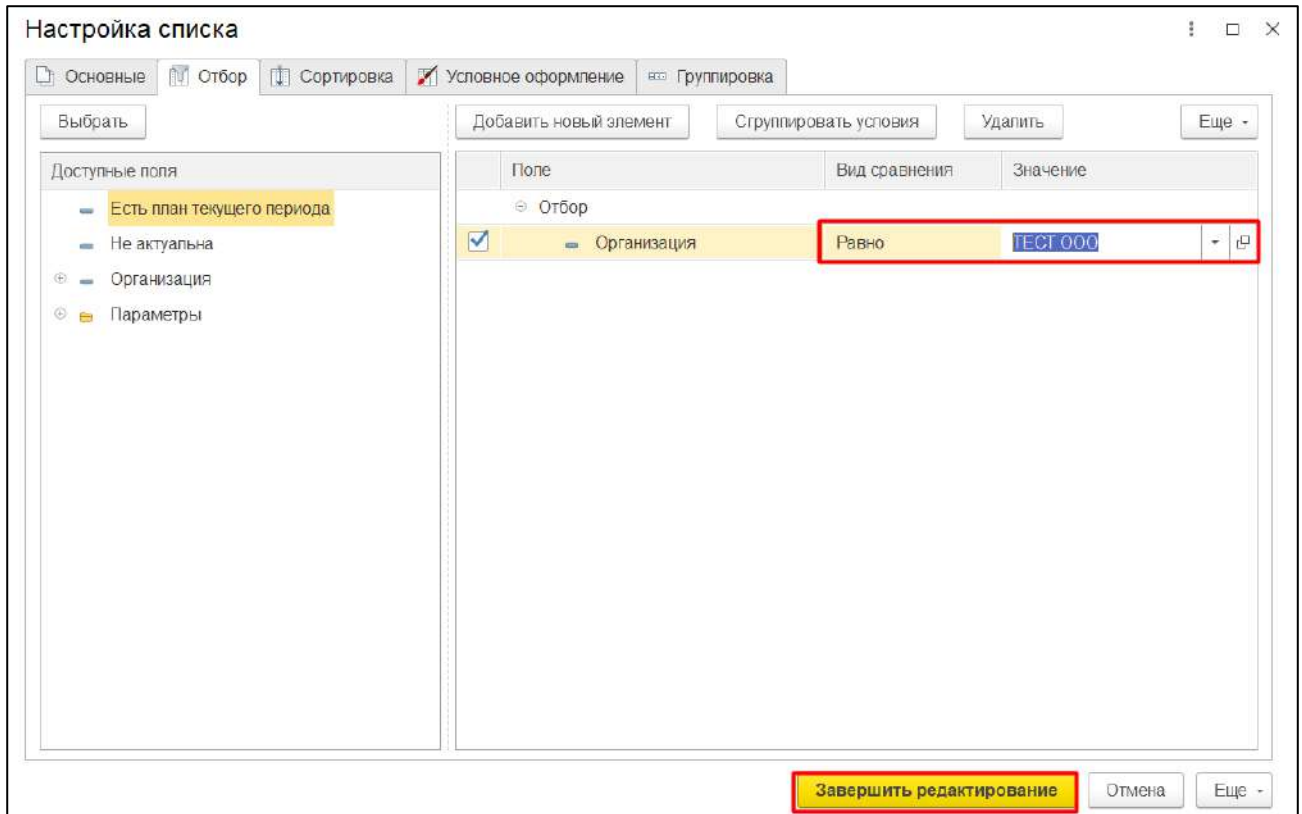 Настройка списка
Основные Отбор Сортировка Условное оформление Группировка
Выбрать Добавить новый элемент Сгруппировать условия Удалить Еще
Доступные поля Поле Вид сравнения Значение
Есть план текущего периода Отбор
Не актуальна Организация Равно ТЕСТ ООО
Организация
Параметры
Завершить редактирование Отмена Еще